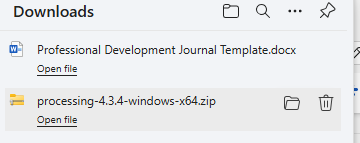 Downloads
Professional Development Journal Template.docx
Open file
processing-4.3.4-windows-x64.zip
Open file